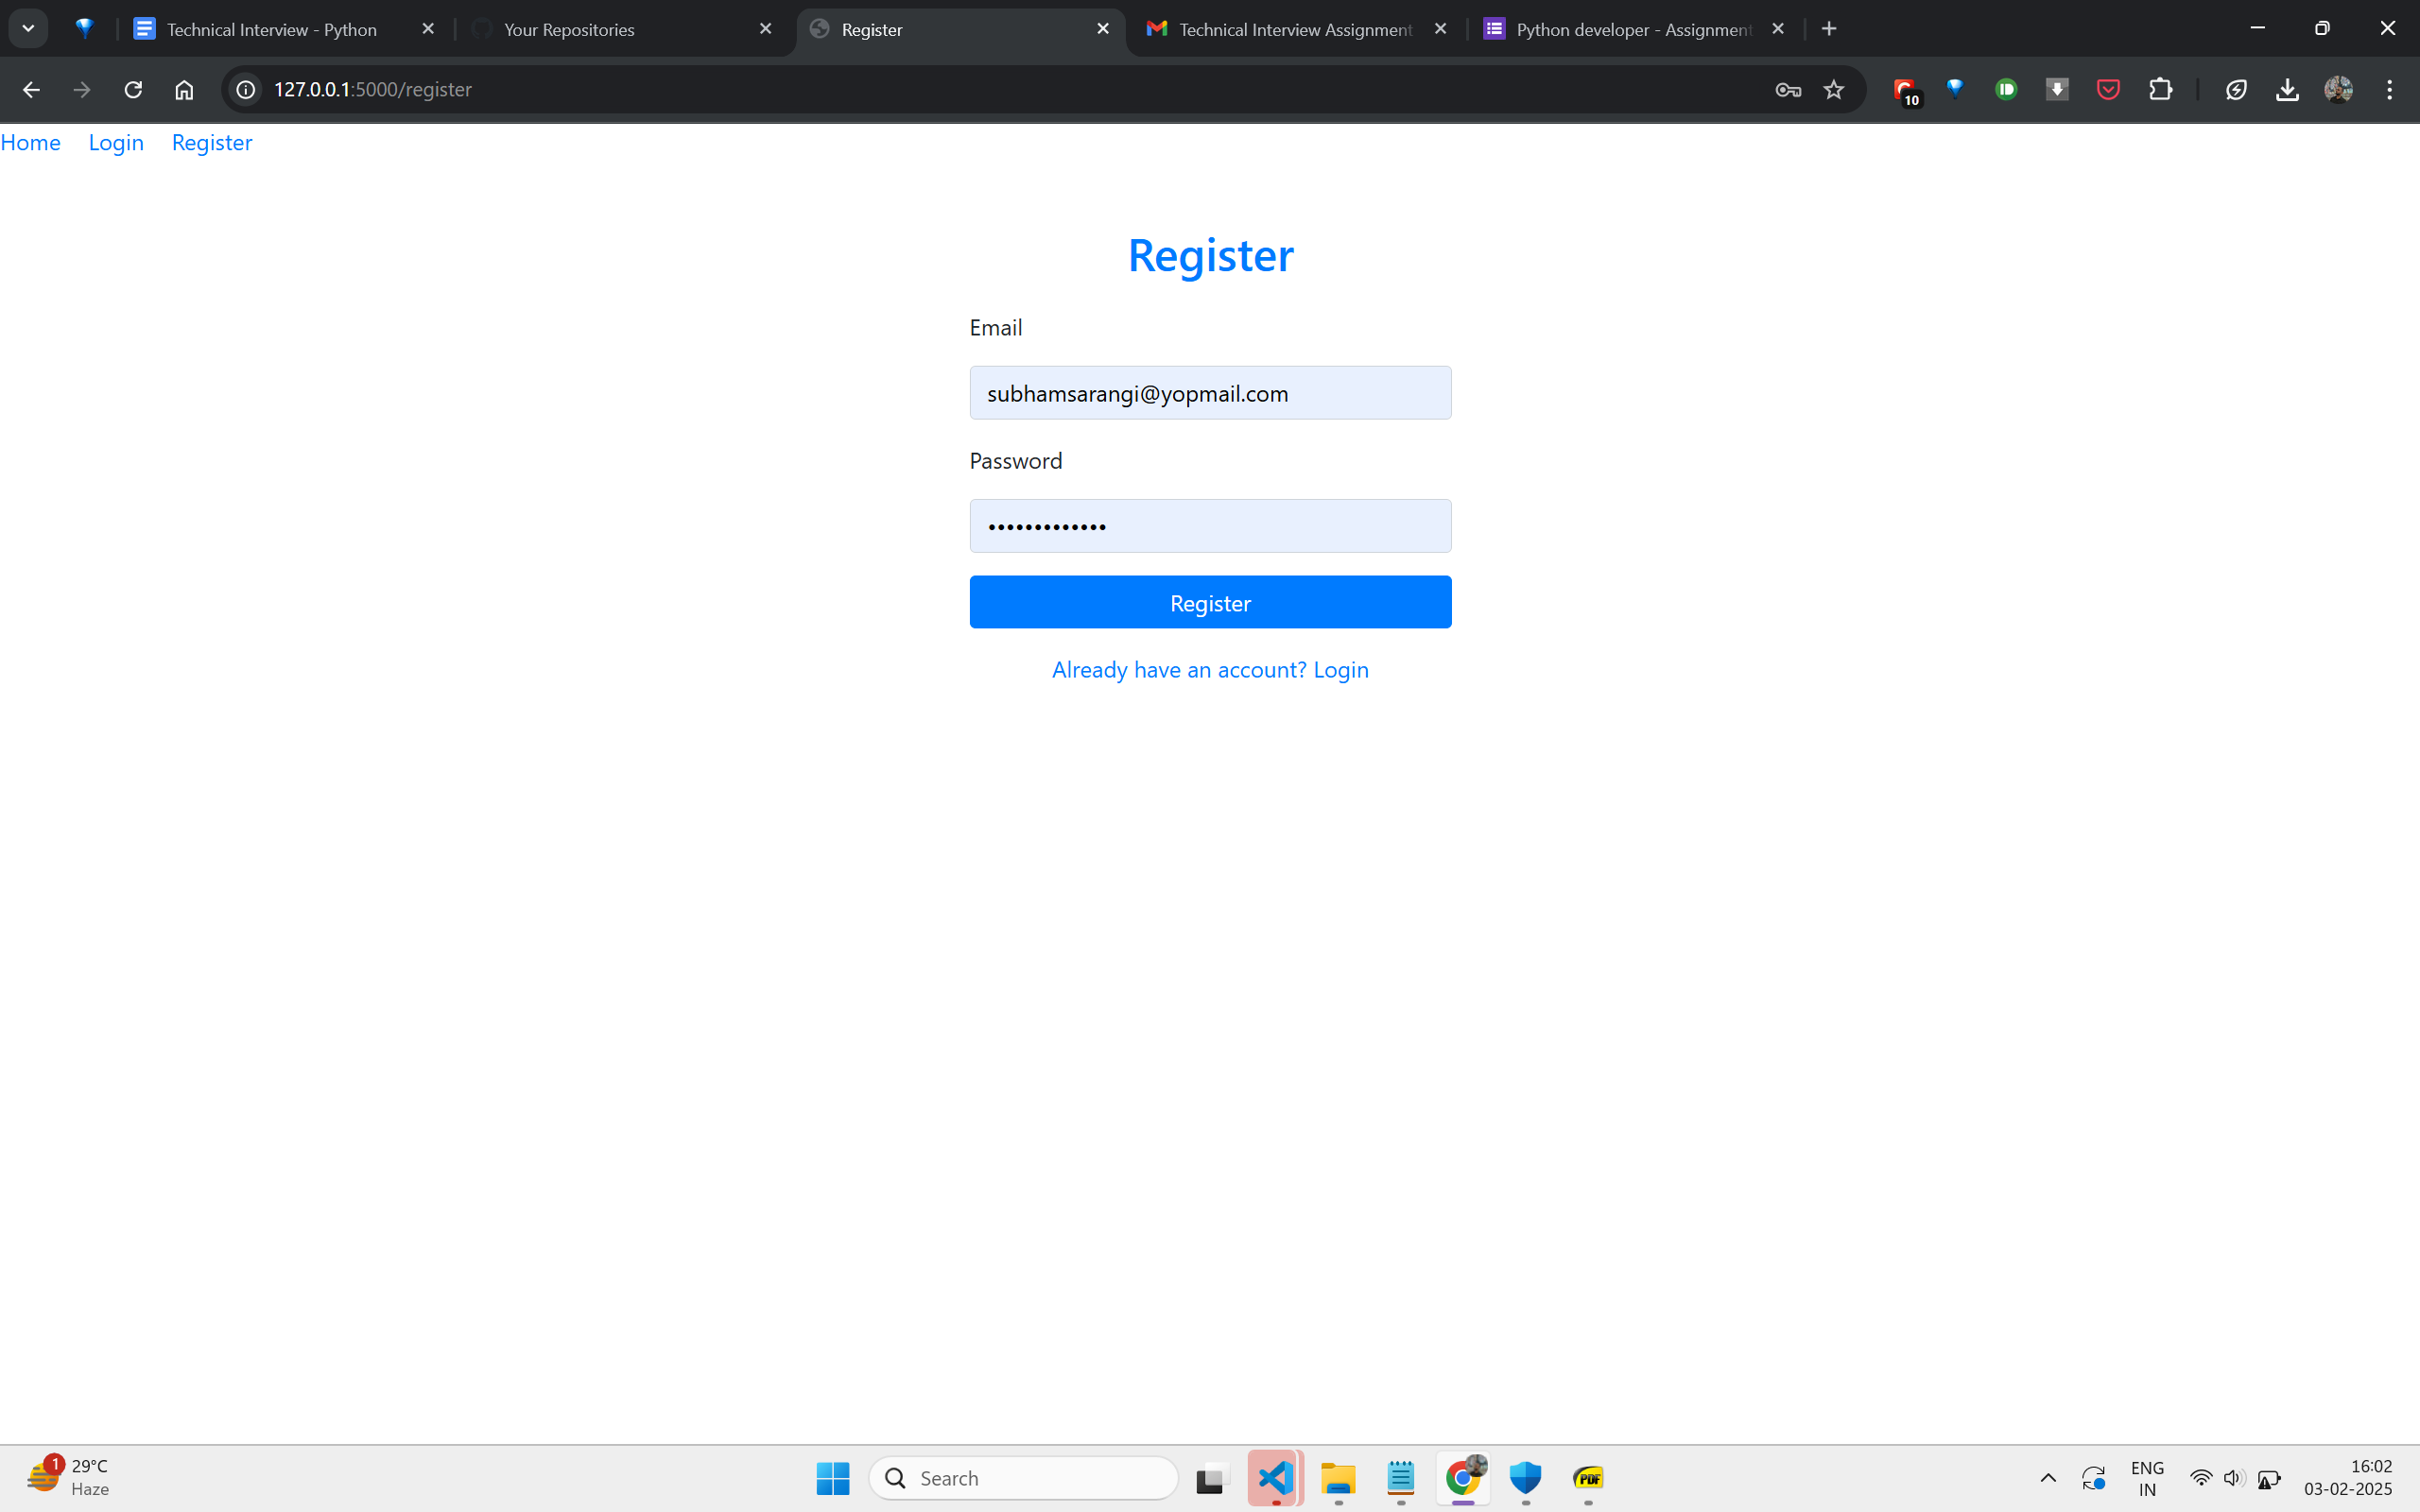 Technical Interview - Python
Your Repositories
Register
Technical Interview Assignment
Python developer - Assignment
127.0.0.1:5000/register
10
Home Login Register
Register
Email
subhamsarangi@yopmail.com
Password
•••••••••••••
Register
Already have an account? Login
1
29°C
Haze
Search
PDF
ENG
IN
16:02
03-02-2025